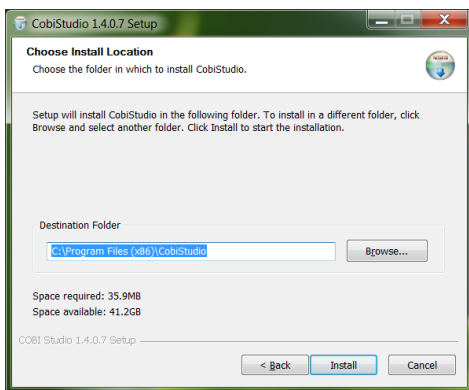 CobiStudio 1.4.0.7 Setup
Choose Install Location
Choose the folder in which to install CobiStudio.
Setup will install CobiStudio in the following folder. To install in a different folder, click
Browse and select another folder. Click Install to start the installation.
Destination Folder
C:\Program Files (x86)\CobiStudio
Browse...
Space required: 35.9MB
Space available: 41.2GB
COBI Studio 1.4.0.7 Setup
< Back Install Cancel